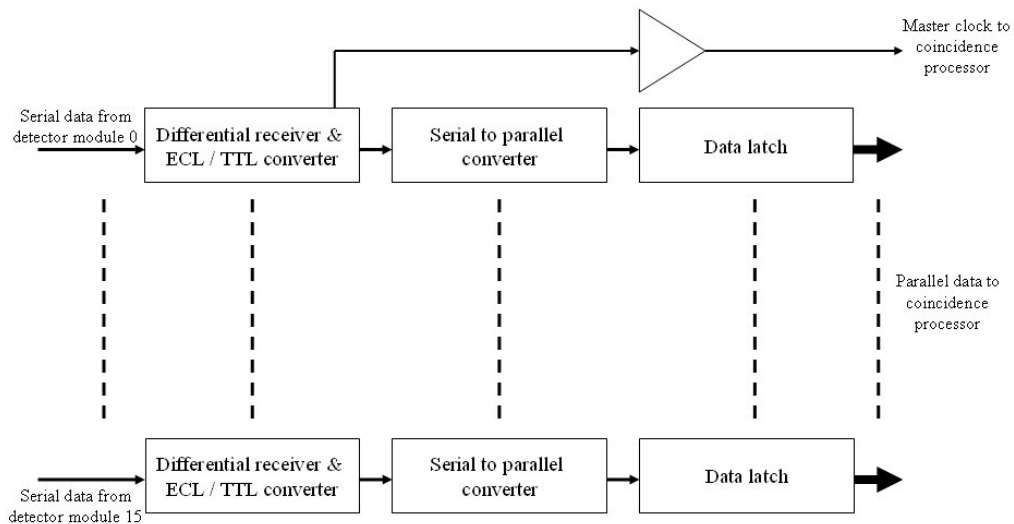 Master clock to
coincidence
processor
Serial data from
detector module 0
Differential receiver &
ECL / TTL converter
Serial to parallel
converter
Data latch
Parallel data to
coincidence
processor
Differential receiver &
ECL / TTL converter
Serial to parallel
converter
Data latch
Serial data from
detector module 15